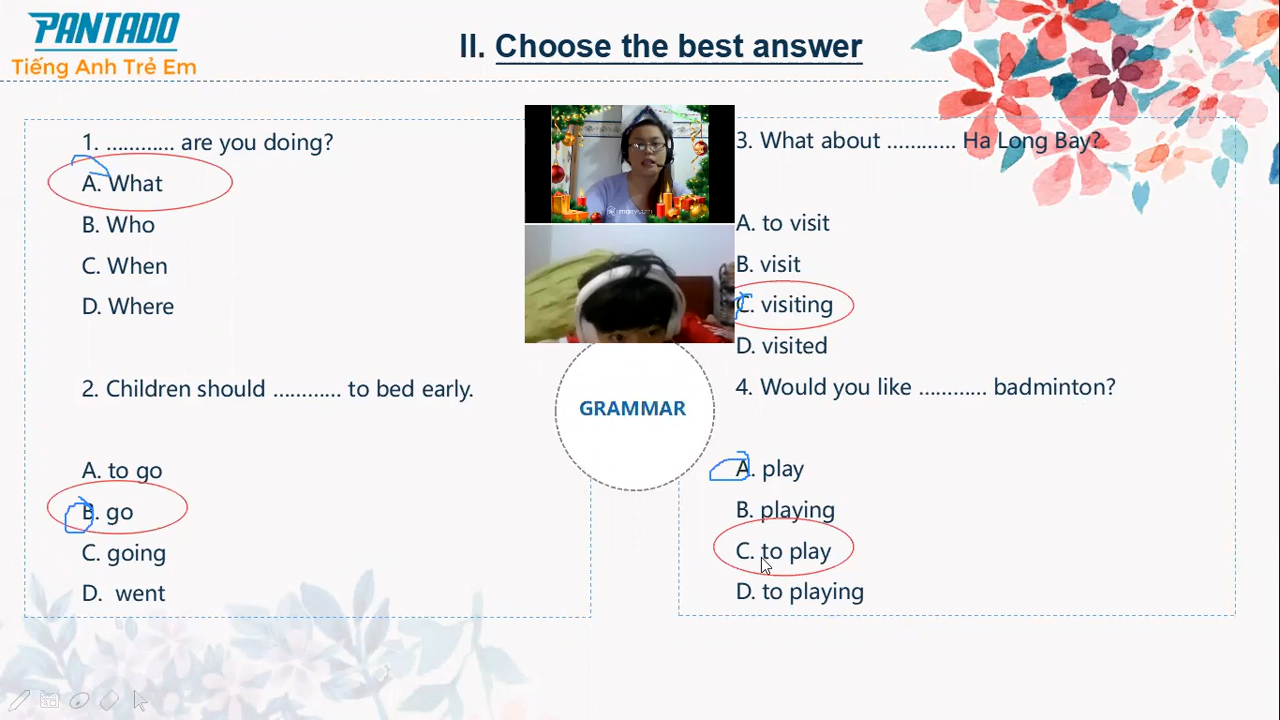 PANTADO
Tiếng Anh Trẻ Em
II. Choose the best answer
1. ............ are you doing?
A. What
B. Who
C. When
D. Where
2. Children should ............ to bed early.
A. to go
B. go
C. going
D. went
GRAMMAR
3. What about ............ Ha Long Bay?
A. to visit
B. visit
C. visiting
D. visited
4. Would you like ............ badminton?
A. play
B. playing
C. to play
D. to playing